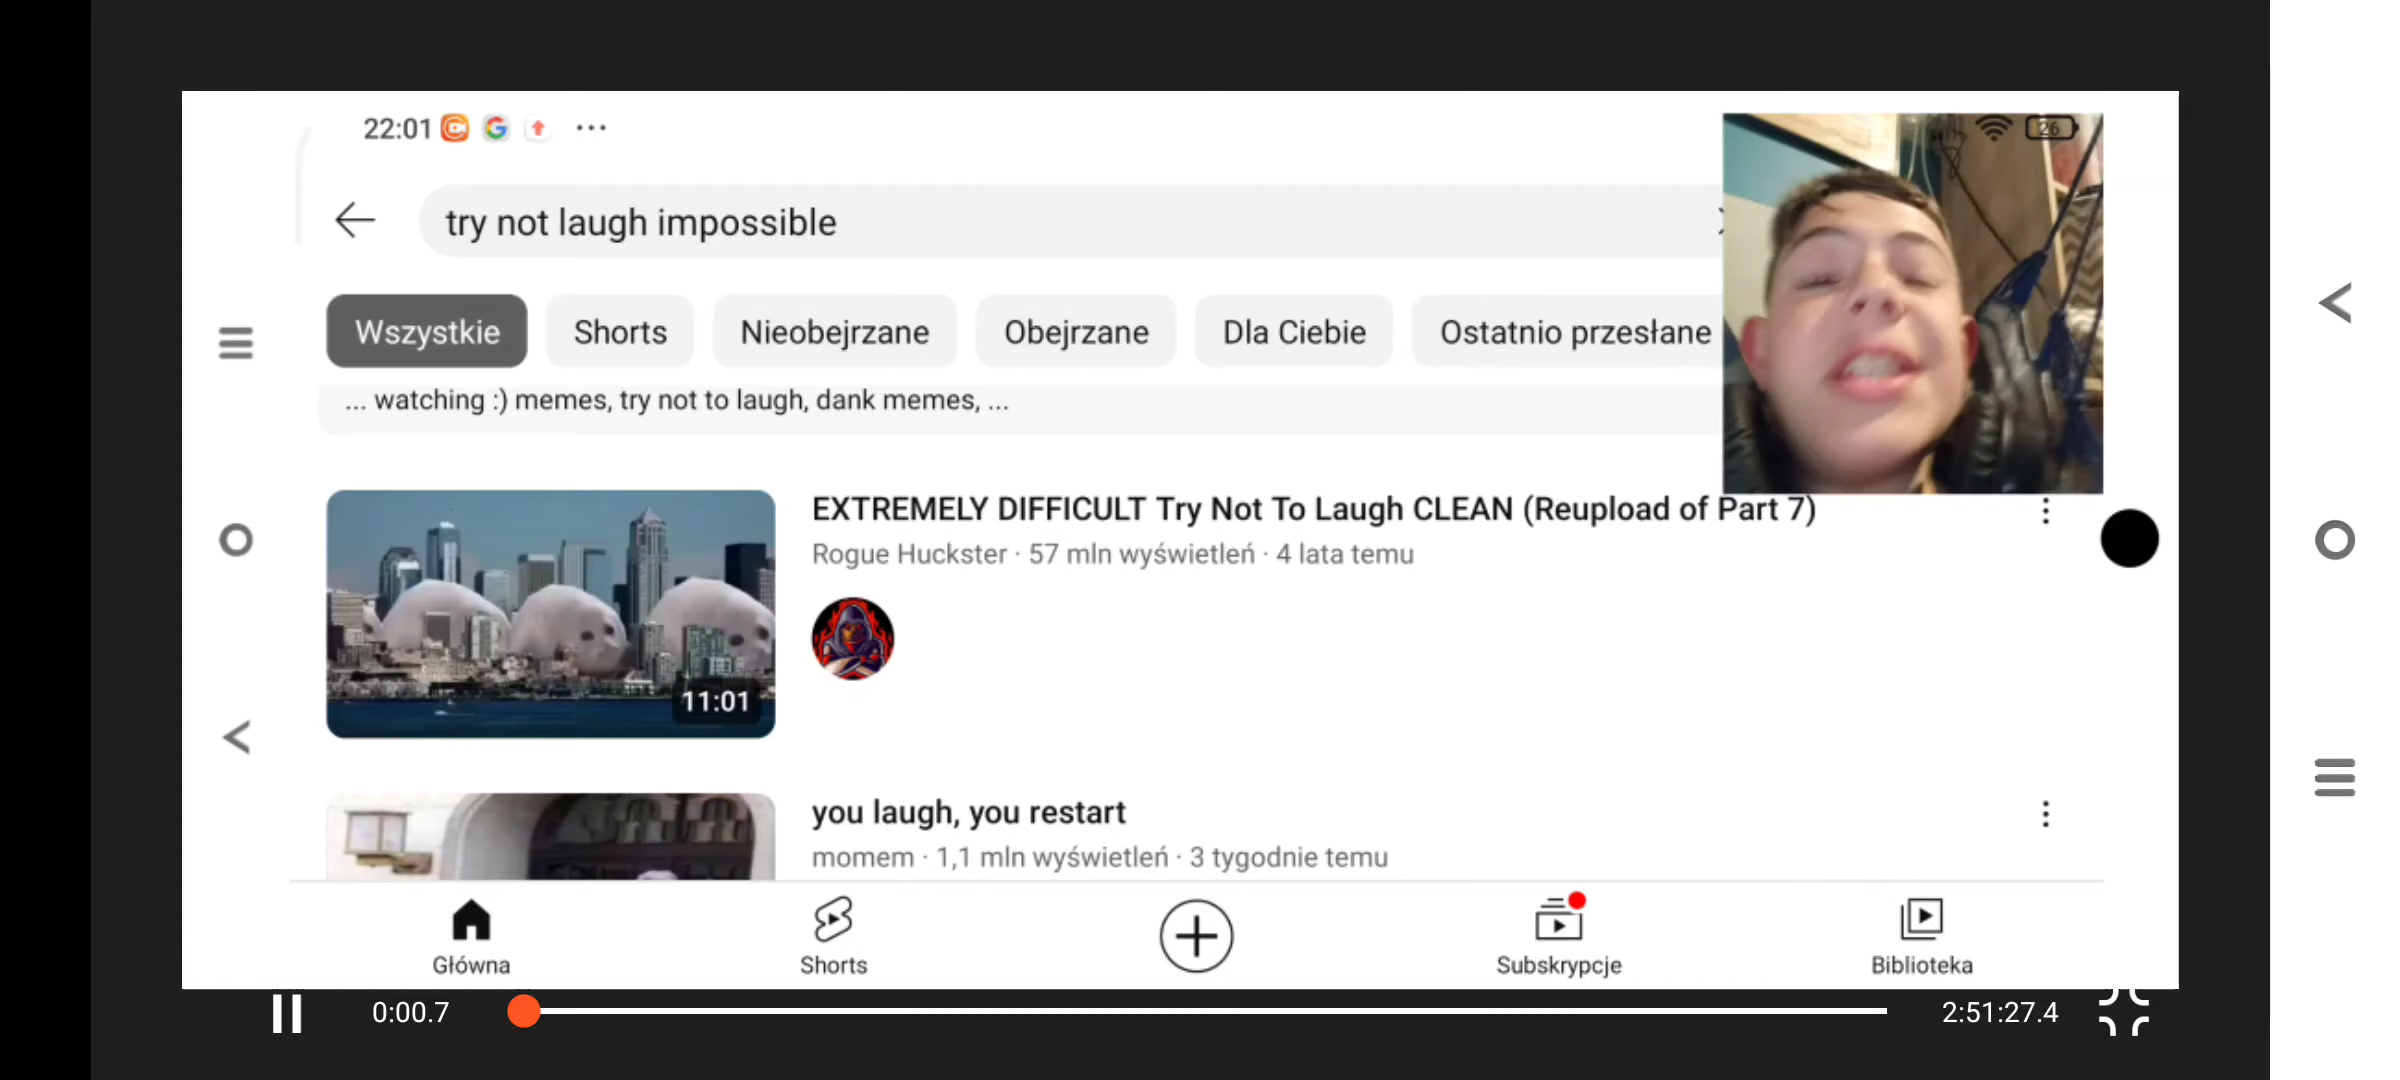 22:01
26
try not laugh impossible
Wszystkie
Shorts
Nieobejrzane
Obejrzane
Dla Ciebie
Ostatnio przesłane
... watching :) memes, try not to laugh, dank memes, ...
EXTREMELY DIFFICULT Try Not To Laugh CLEAN (Reupload of Part 7)
Rogue Huckster · 57 mln wyświetleń · 4 lata temu
11:01
you laugh, you restart
momem · 1,1 mln wyświetleń · 3 tygodnie temu
Główna
Shorts
Subskrypcje
Biblioteka
0:00.7
2:51:27.4